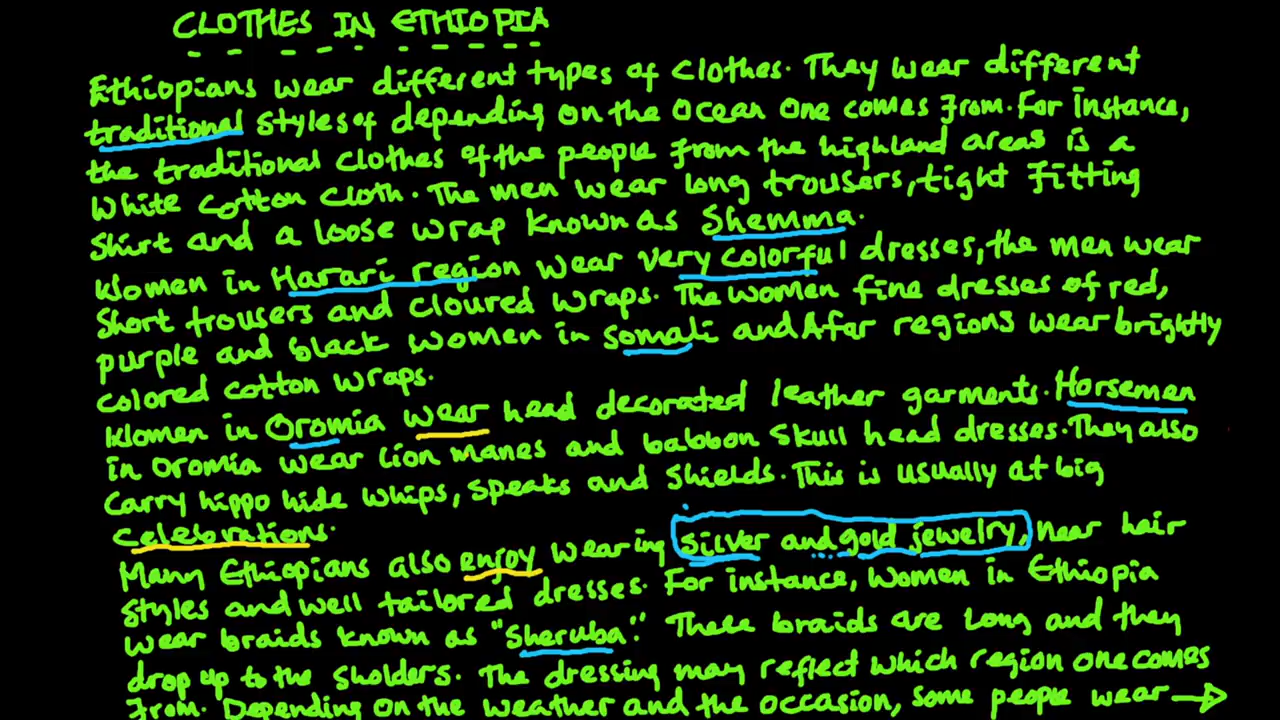 CLOTHES IN ETHIOPIA
Ethiopians wear different types of clothes. They wear different
traditional styles of depending on the ocean one comes from. For instance,
the traditional clothes of the people from the highland areas is a
white cotton cloth. The men wear long trousers, tight fitting
shirt and a loose wrap known as Shemma.
Women in Harari region wear very colorful dresses, the men wear
short trousers and cloured wraps. The women fine dresses of red,
purple and black women in somali and Afar regions wear brightly
colored cotton wraps.
Women in Oromia wear head decorated leather garments. Horsemen
in Oromia wear lion manes and babbon skull head dresses. They also
carry hippo hide whips, speaks and shields. This is usually at big
celebrations.
Many Ethiopians also enjoy wearing silver and gold jewelry, near hair
styles and well tailored dresses. For instance, women in Ethiopia
wear braids known as "Sheruba." These braids are long and they
drop up to the sholders. The dressing may reflect which region one comes
from. Depending on the weather and the occasion, some people wear →